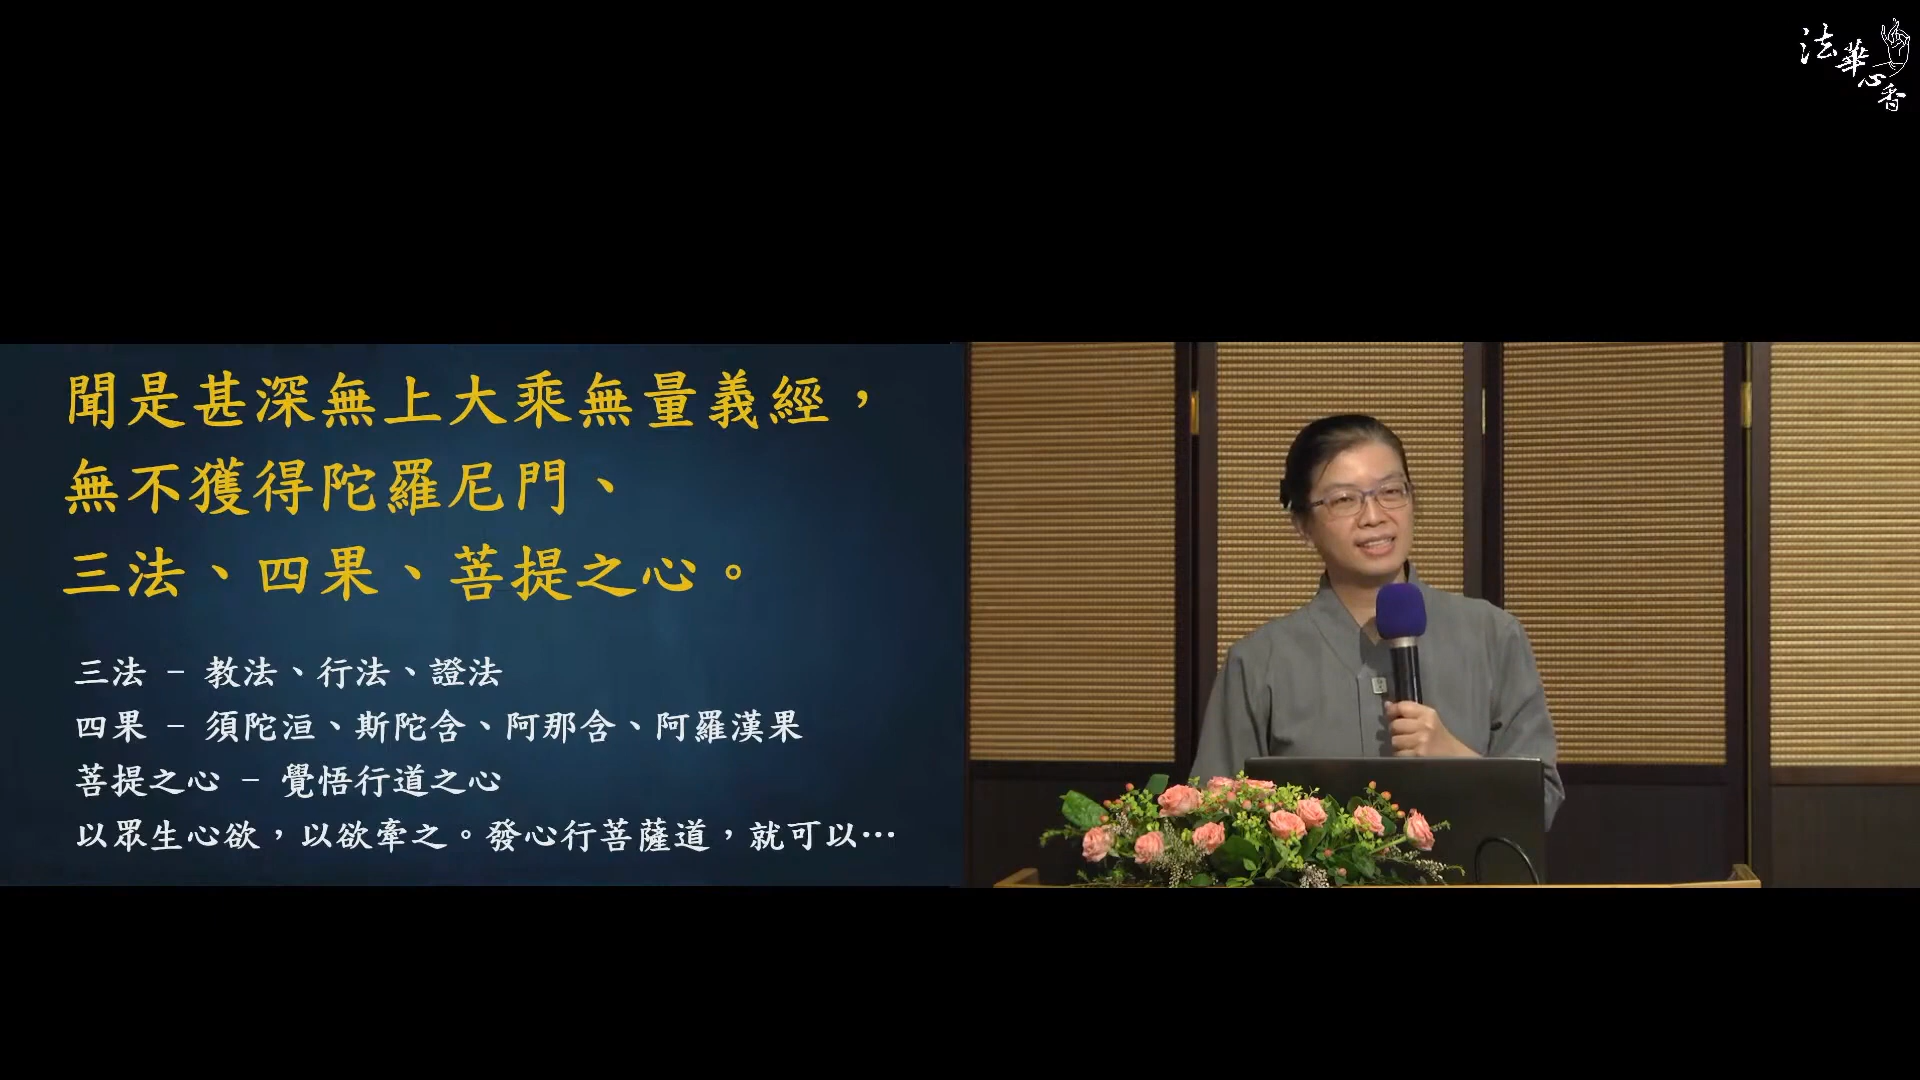 法華心香
聞是甚深無上大乘無量義經，
無不獲得陀羅尼門、
三法、四果、菩提之心。
三法 － 教法、行法、證法
四果 － 須陀洹、斯陀含、阿那含、阿羅漢果
菩提之心 － 覺悟行道之心
以眾生心欲，以欲牽之。發心行菩薩道，就可以…